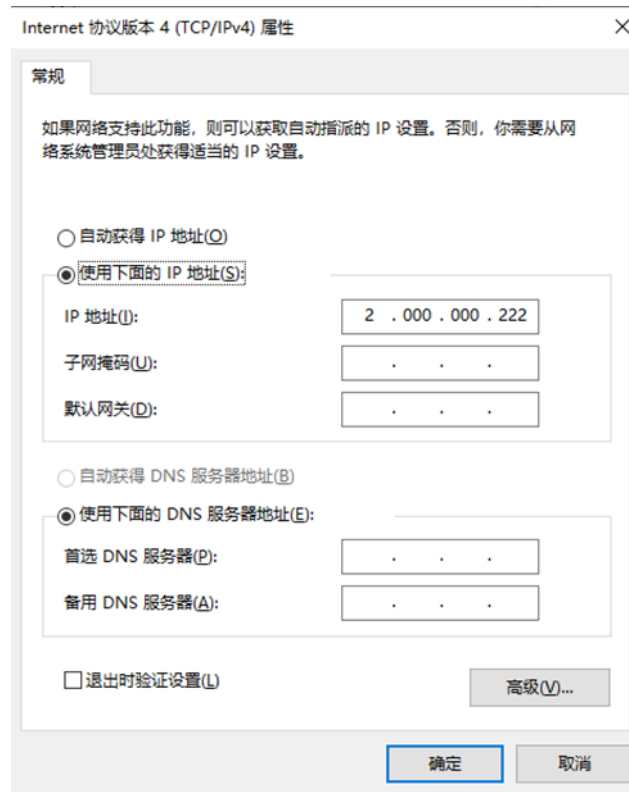 Internet 协议版本 4 (TCP/IPv4) 属性
常规
如果网络支持此功能，则可以获取自动指派的 IP 设置。否则，你需要从网
络系统管理员处获得适当的 IP 设置。
自动获得 IP 地址(O)
使用下面的 IP 地址(S):
IP 地址(I): 2 . 000 . 000 . 222
子网掩码(U): . . .
默认网关(D): . . .
自动获得 DNS 服务器地址(B)
使用下面的 DNS 服务器地址(E):
首选 DNS 服务器(P): . . .
备用 DNS 服务器(A): . . .
退出时验证设置(L)
高级(V)...
确定 取消